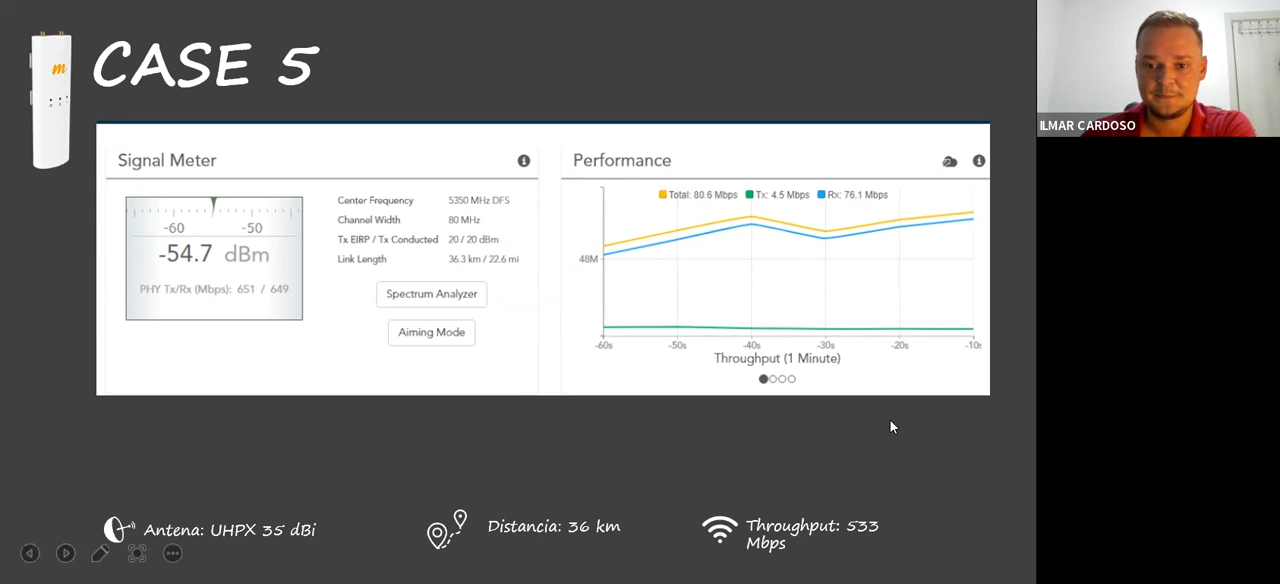 CASE 5
m
ILMAR CARDOSO
Signal Meter
-60 -50
-54.7 dBm
PHY Tx/Rx (Mbps): 651 / 649
Center Frequency 5350 MHz DFS
Channel Width 80 MHz
Tx EIRP / Tx Conducted 20 / 20 dBm
Link Length 36.3 km / 22.6 mi
Spectrum Analyzer
Aiming Mode
Performance
Total: 80.6 Mbps Tx: 4.5 Mbps Rx: 76.1 Mbps
48M
-60s -50s -40s -30s -20s -10s
Throughput (1 Minute)
Antena: UHPX 35 dBi
Distancia: 36 km
Throughput: 533
Mbps